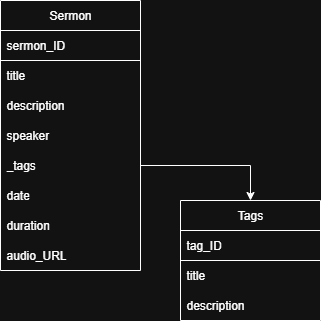 Sermon
sermon_ID
title
description
speaker
_tags
date
duration
audio_URL
Tags
tag_ID
title
description